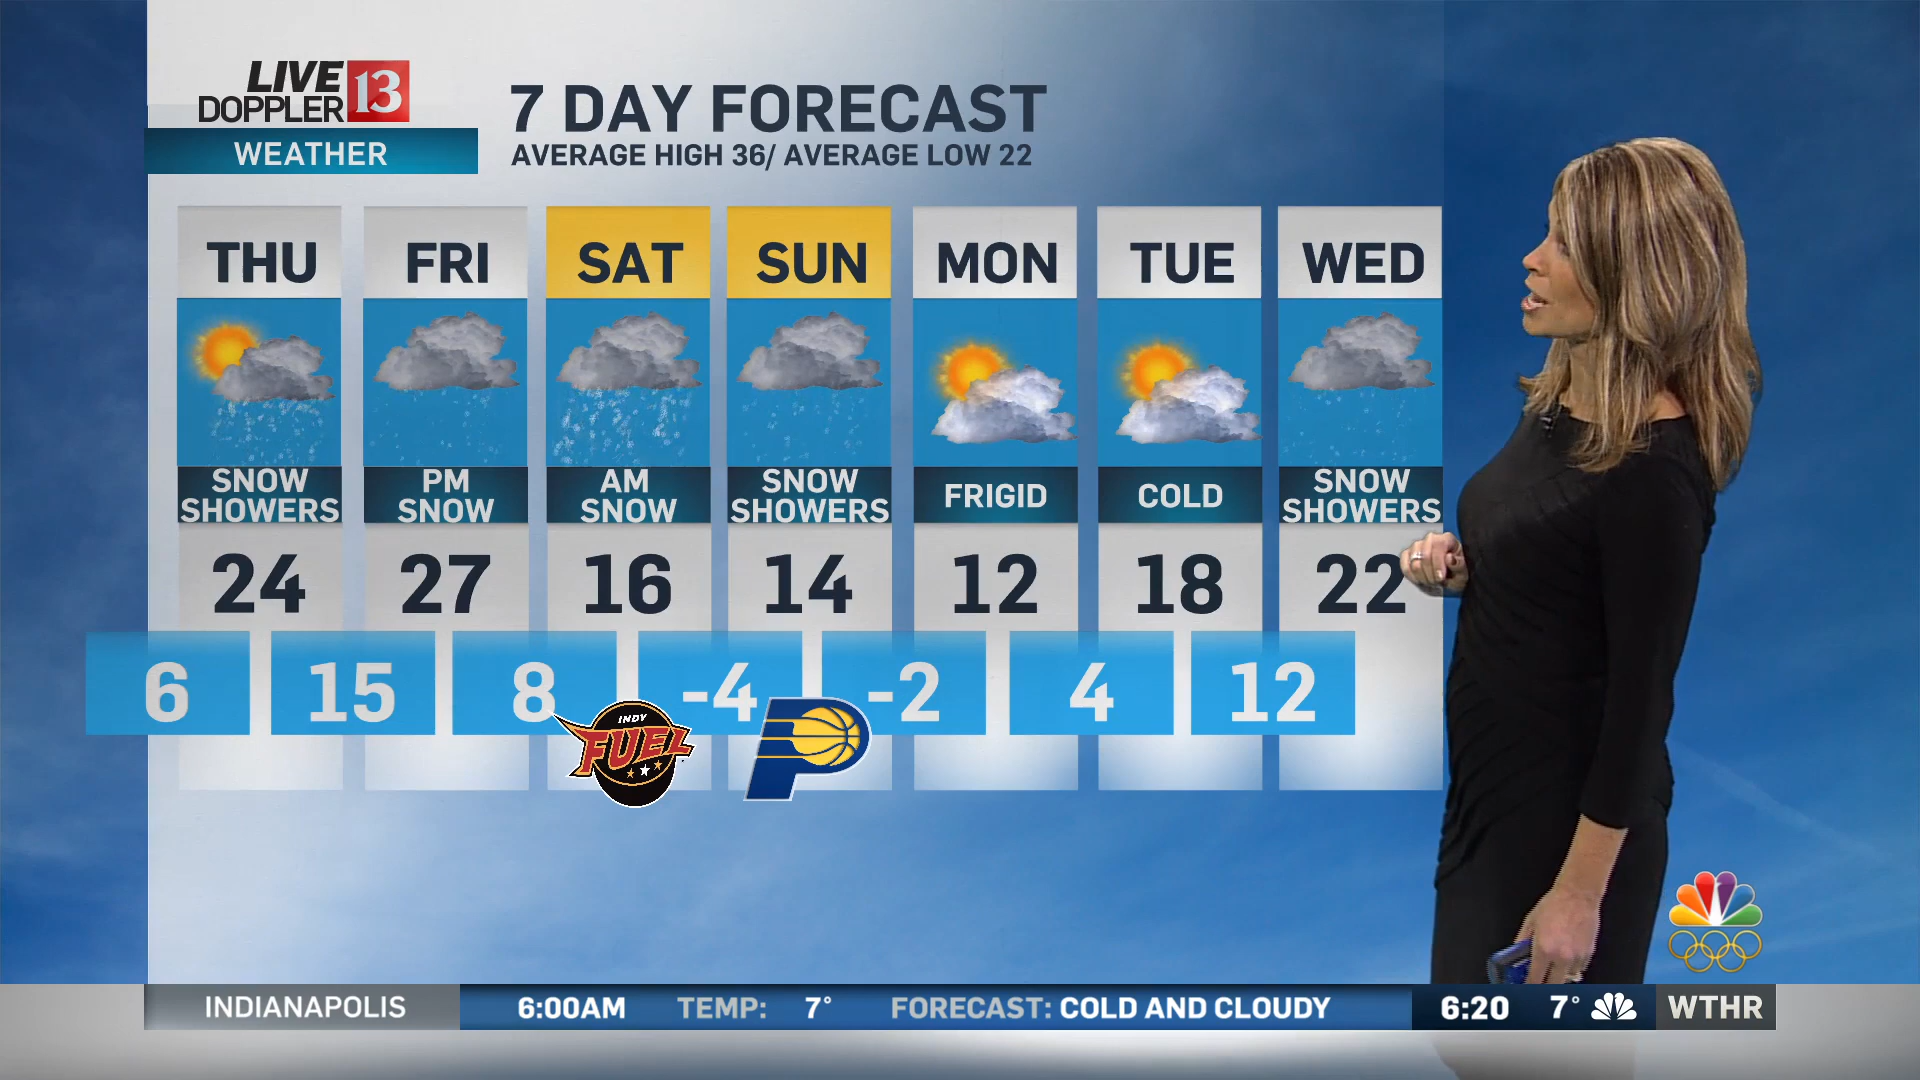 LIVE
DOPPLER 13
WEATHER
7 DAY FORECAST
AVERAGE HIGH 36/ AVERAGE LOW 22
THU FRI SAT SUN MON TUE WED
SNOW SHOWERS
PM SNOW
AM SNOW
SNOW SHOWERS
FRIGID
COLD
SNOW SHOWERS
24 27 16 14 12 18 22
6 15 8 -4 -2 4 12
INDY
FUEL
INDIANAPOLIS 6:00AM TEMP: 7° FORECAST: COLD AND CLOUDY 6:20 7° WTHR